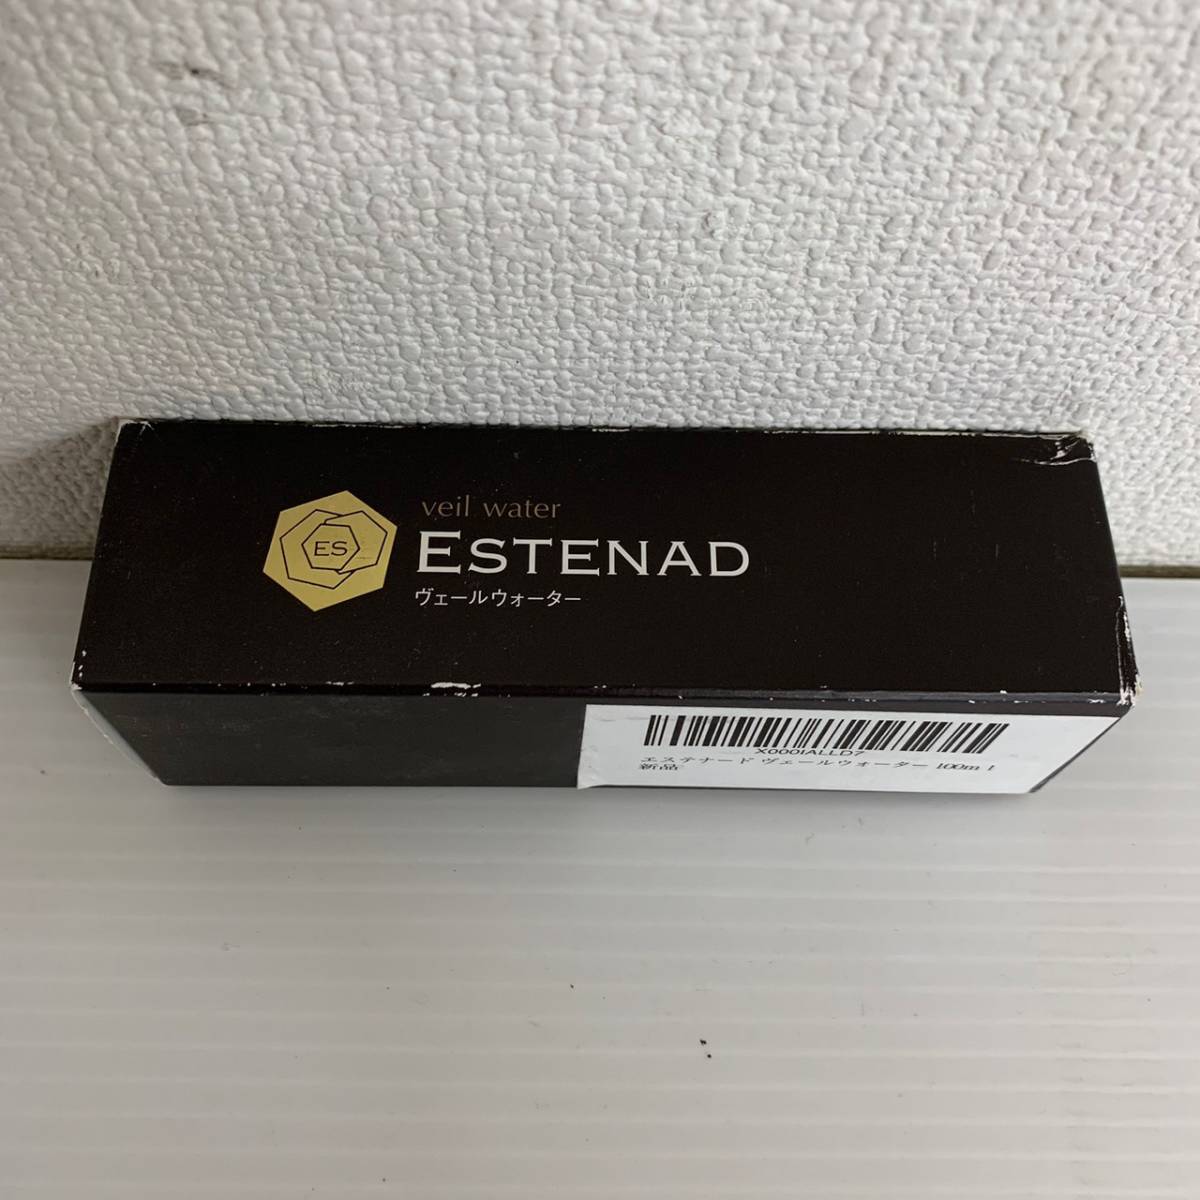 veil water
ES
ESTENAD
ヴェールウォーター
X000IALLD7
エステナード ヴェールウォーター 100ml
新品